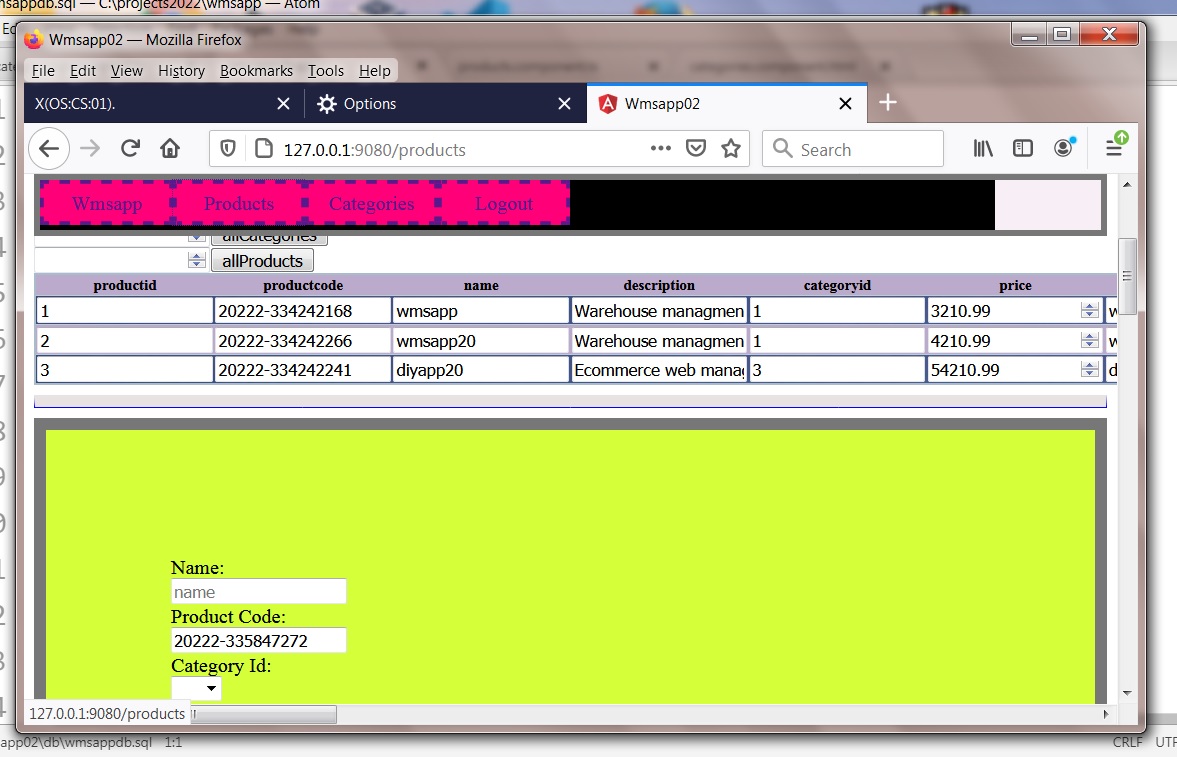 nsappdb.sql — C:\projects2022\wmsapp — Atom
Wmsapp02 — Mozilla Firefox
File Edit View History Bookmarks Tools Help
X(OS:CS:01). Options Wmsapp02
127.0.0.1:9080/products Search
Wmsapp Products Categories Logout
allCategories
allProducts
productid productcode name description categoryid price
1 20222-334242168 wmsapp Warehouse managmen 1 3210.99 w
2 20222-334242266 wmsapp20 Warehouse managmen 1 4210.99 w
3 20222-334242241 diyapp20 Ecommerce web mana 3 54210.99 d
Name:
name
Product Code:
20222-335847272
Category Id:
127.0.0.1:9080/products
app02\db\wmsappdb.sql 1:1 CRLF UTF